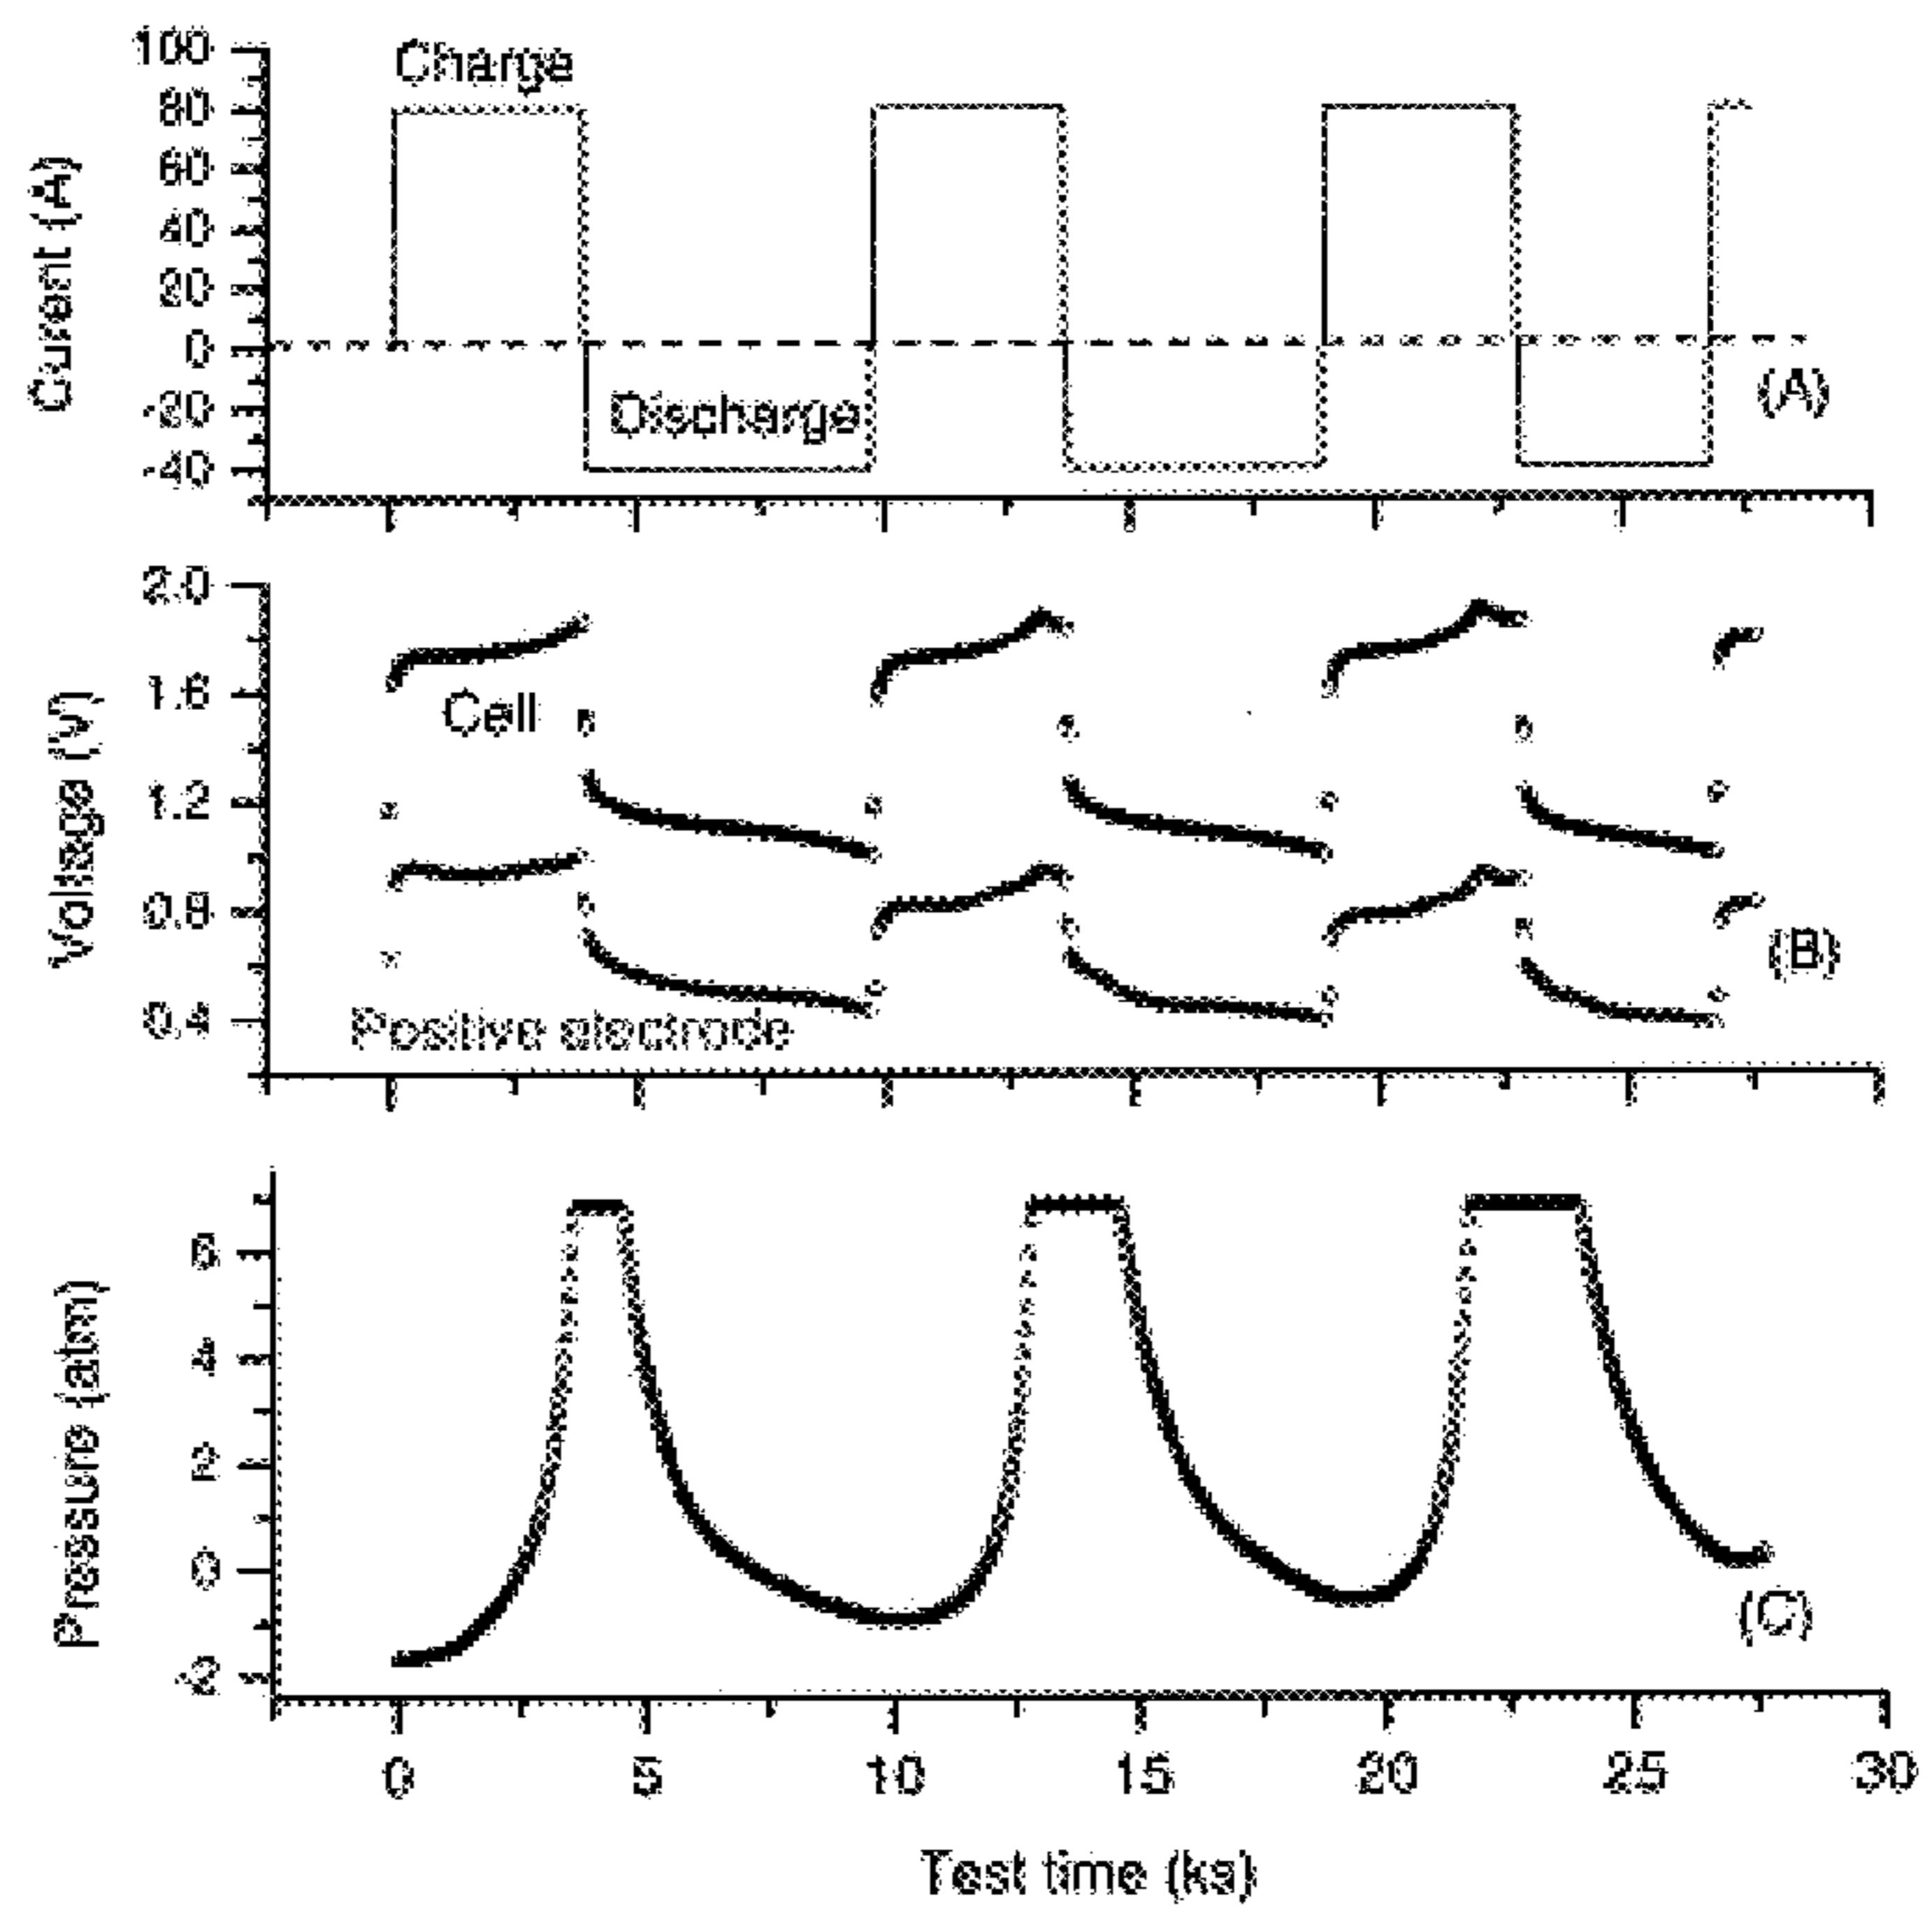 100
Charge
80
60
40
20
0
-20
Discharge
-40
Current (A)
(A)
2.0
1.6
Cell
1.2
0.8
0.4
Positive electrode
Voltage (V)
(B)
6
4
2
0
-2
Pressure (atm)
(C)
0 5 10 15 20 25 30
Test time (ks)